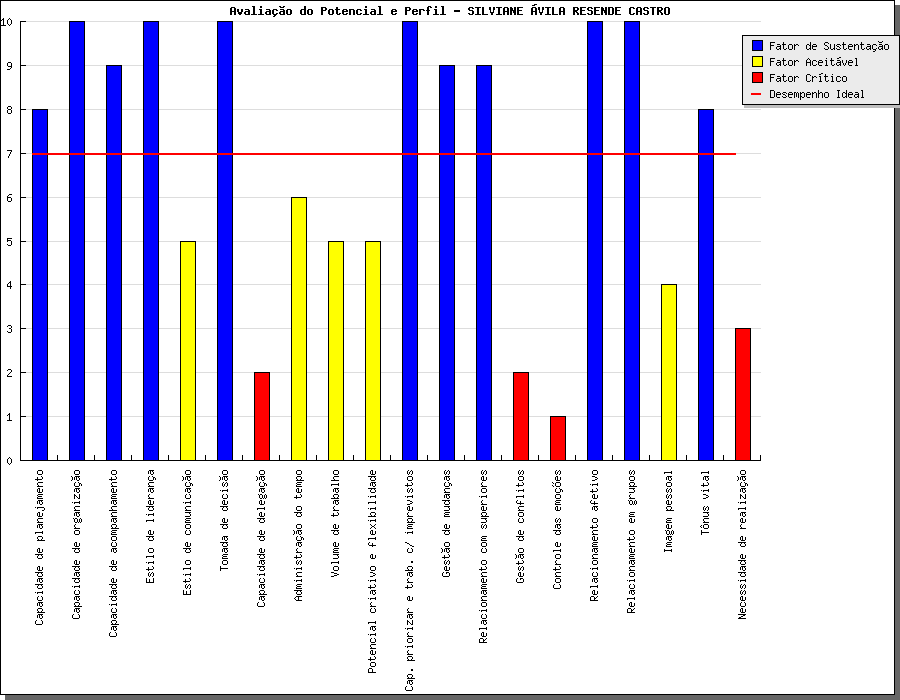 Avaliação do Potencial e Perfil - SILVIANE ÁVILA RESENDE CASTRO
Fator de Sustentação
Fator Aceitável
Fator Crítico
Desempenho Ideal
10
9
8
7
6
5
4
3
2
1
0
Capacidade de planejamento
Capacidade de organização
Capacidade de acompanhamento
Estilo de liderança
Estilo de comunicação
Tomada de decisão
Capacidade de delegação
Administração do tempo
Volume de trabalho
Potencial criativo e flexibilidade
Cap. priorizar e trab. c/ imprevistos
Gestão de mudanças
Relacionamento com superiores
Gestão de conflitos
Controle das emoções
Relacionamento afetivo
Relacionamento em grupos
Imagem pessoal
Tônus vital
Necessidade de realização